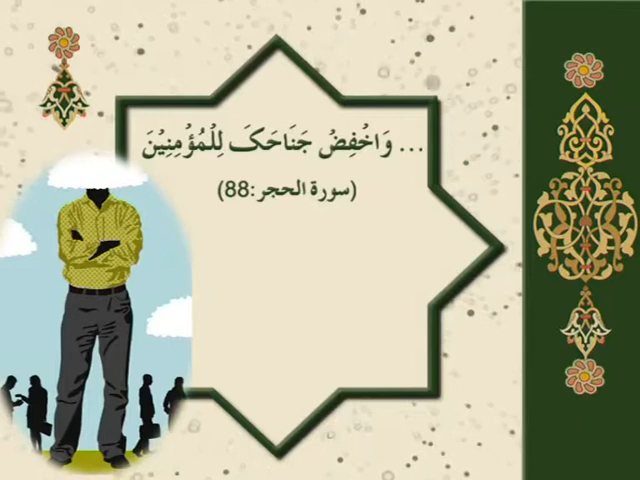 ... وَاخْفِضْ جَنَاحَكَ لِلْمُؤْمِنِيْنَ
(سورة الحجر:88)